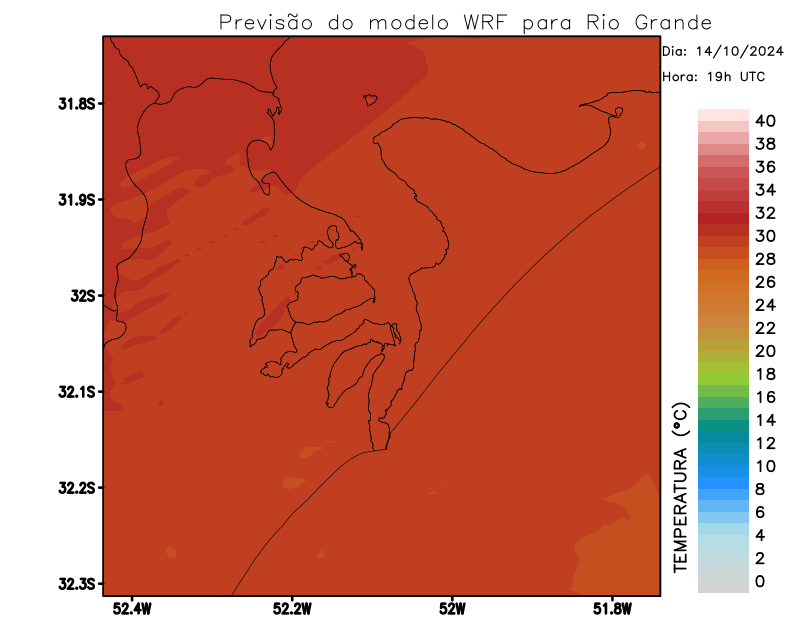 Previsão do modelo WRF para Rio Grande
Dia: 14/10/2024
Hora: 19h UTC
31.8S
31.9S
32S
32.1S
32.2S
32.3S
52.4W
52.2W
52W
51.8W
TEMPERATURA (°C)
40
38
36
34
32
30
28
26
24
22
20
18
16
14
12
10
8
6
4
2
0